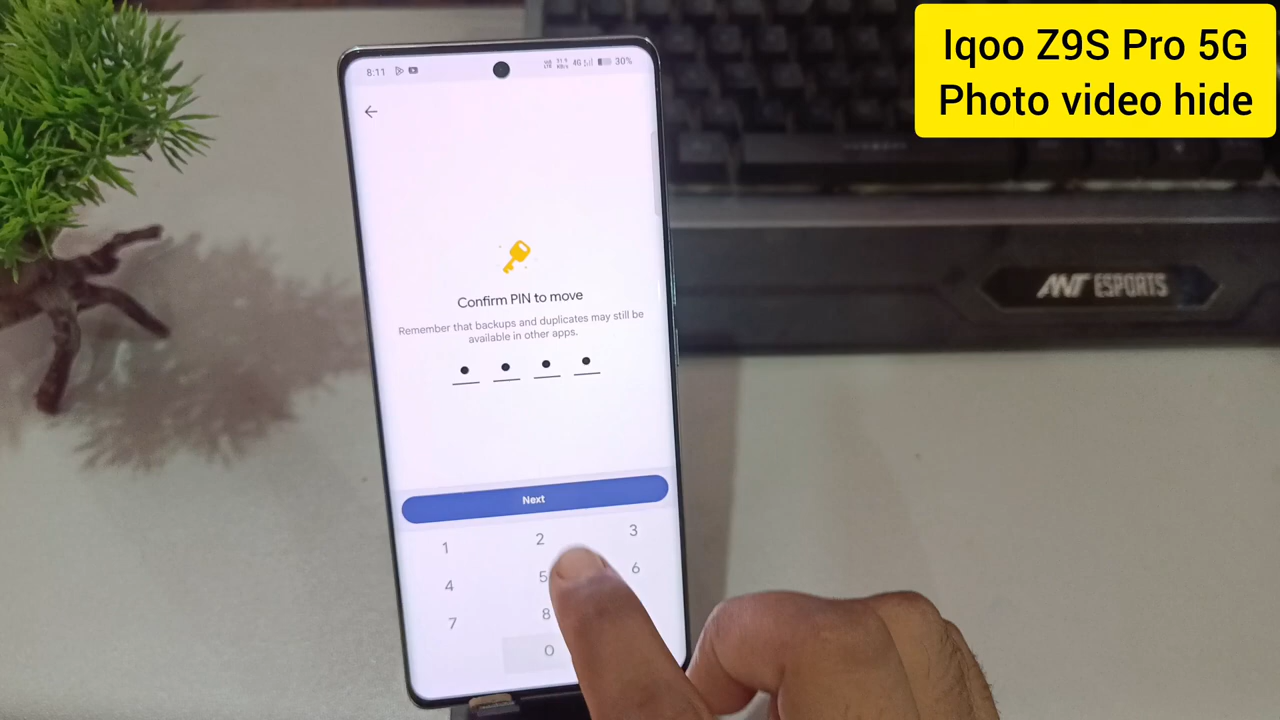 Iqoo Z9S Pro 5G
Photo video hide
8:11
4G 30%
Confirm PIN to move
Remember that backups and duplicates may still be
available in other apps.
Next
1 2 3
4 5 6
7 8
0
ANT ESPORTS